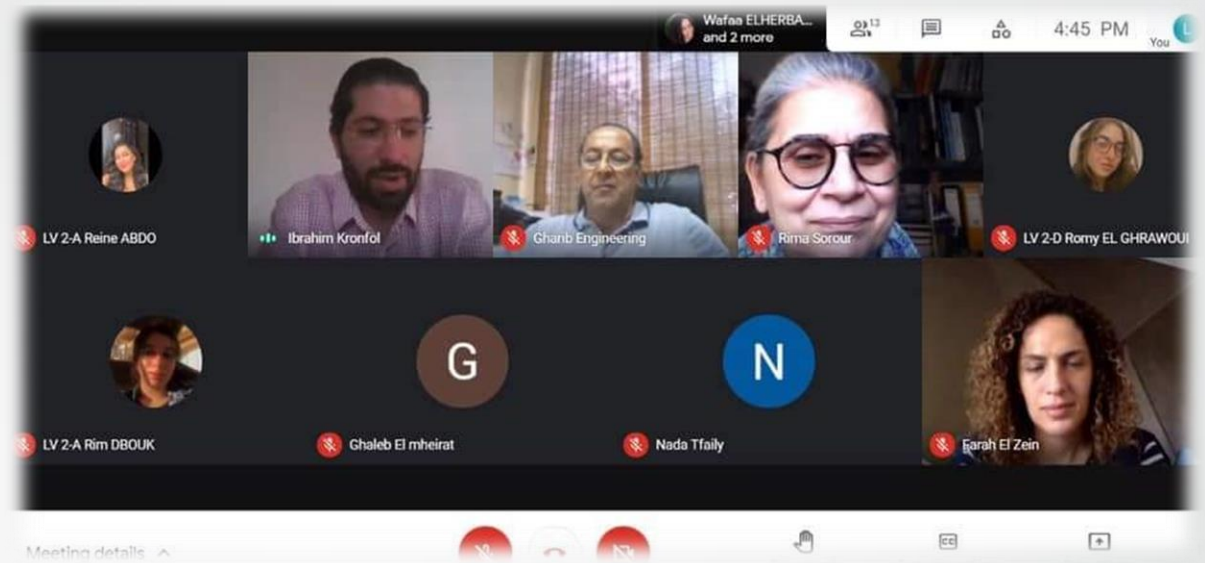 Wafaa ELHERBA...
and 2 more
13
4:45 PM
You
L
LV 2-A Reine ABDO
Ibrahim Kronfol
Gharib Engineering
Rima Sorour
LV 2-D Romy EL GHRAWOUI
G
N
LV 2-A Rim DBOUK
Ghaleb El mheirat
Nada Tfaily
Farah El Zein
Meeting details
CC